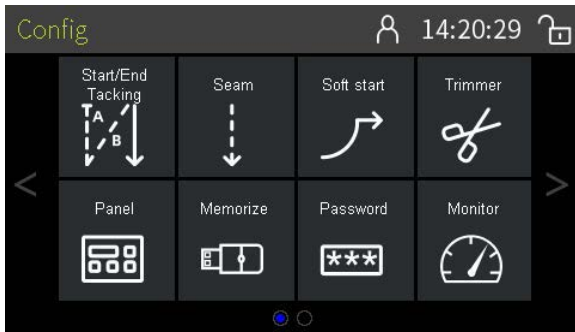 Config 14:20:29
Start/End
Tacking
Seam
Soft start
Trimmer
A
B
Panel
Memorize
Password
Monitor
***